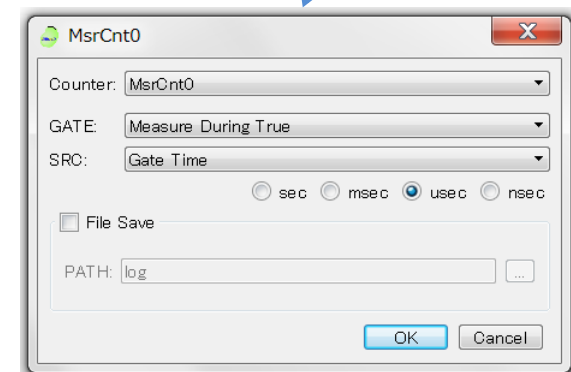 MsrCnt0
Counter: MsrCnt0
GATE: Measure During True
SRC: Gate Time
sec msec usec nsec
File Save
PATH: log ...
OK Cancel